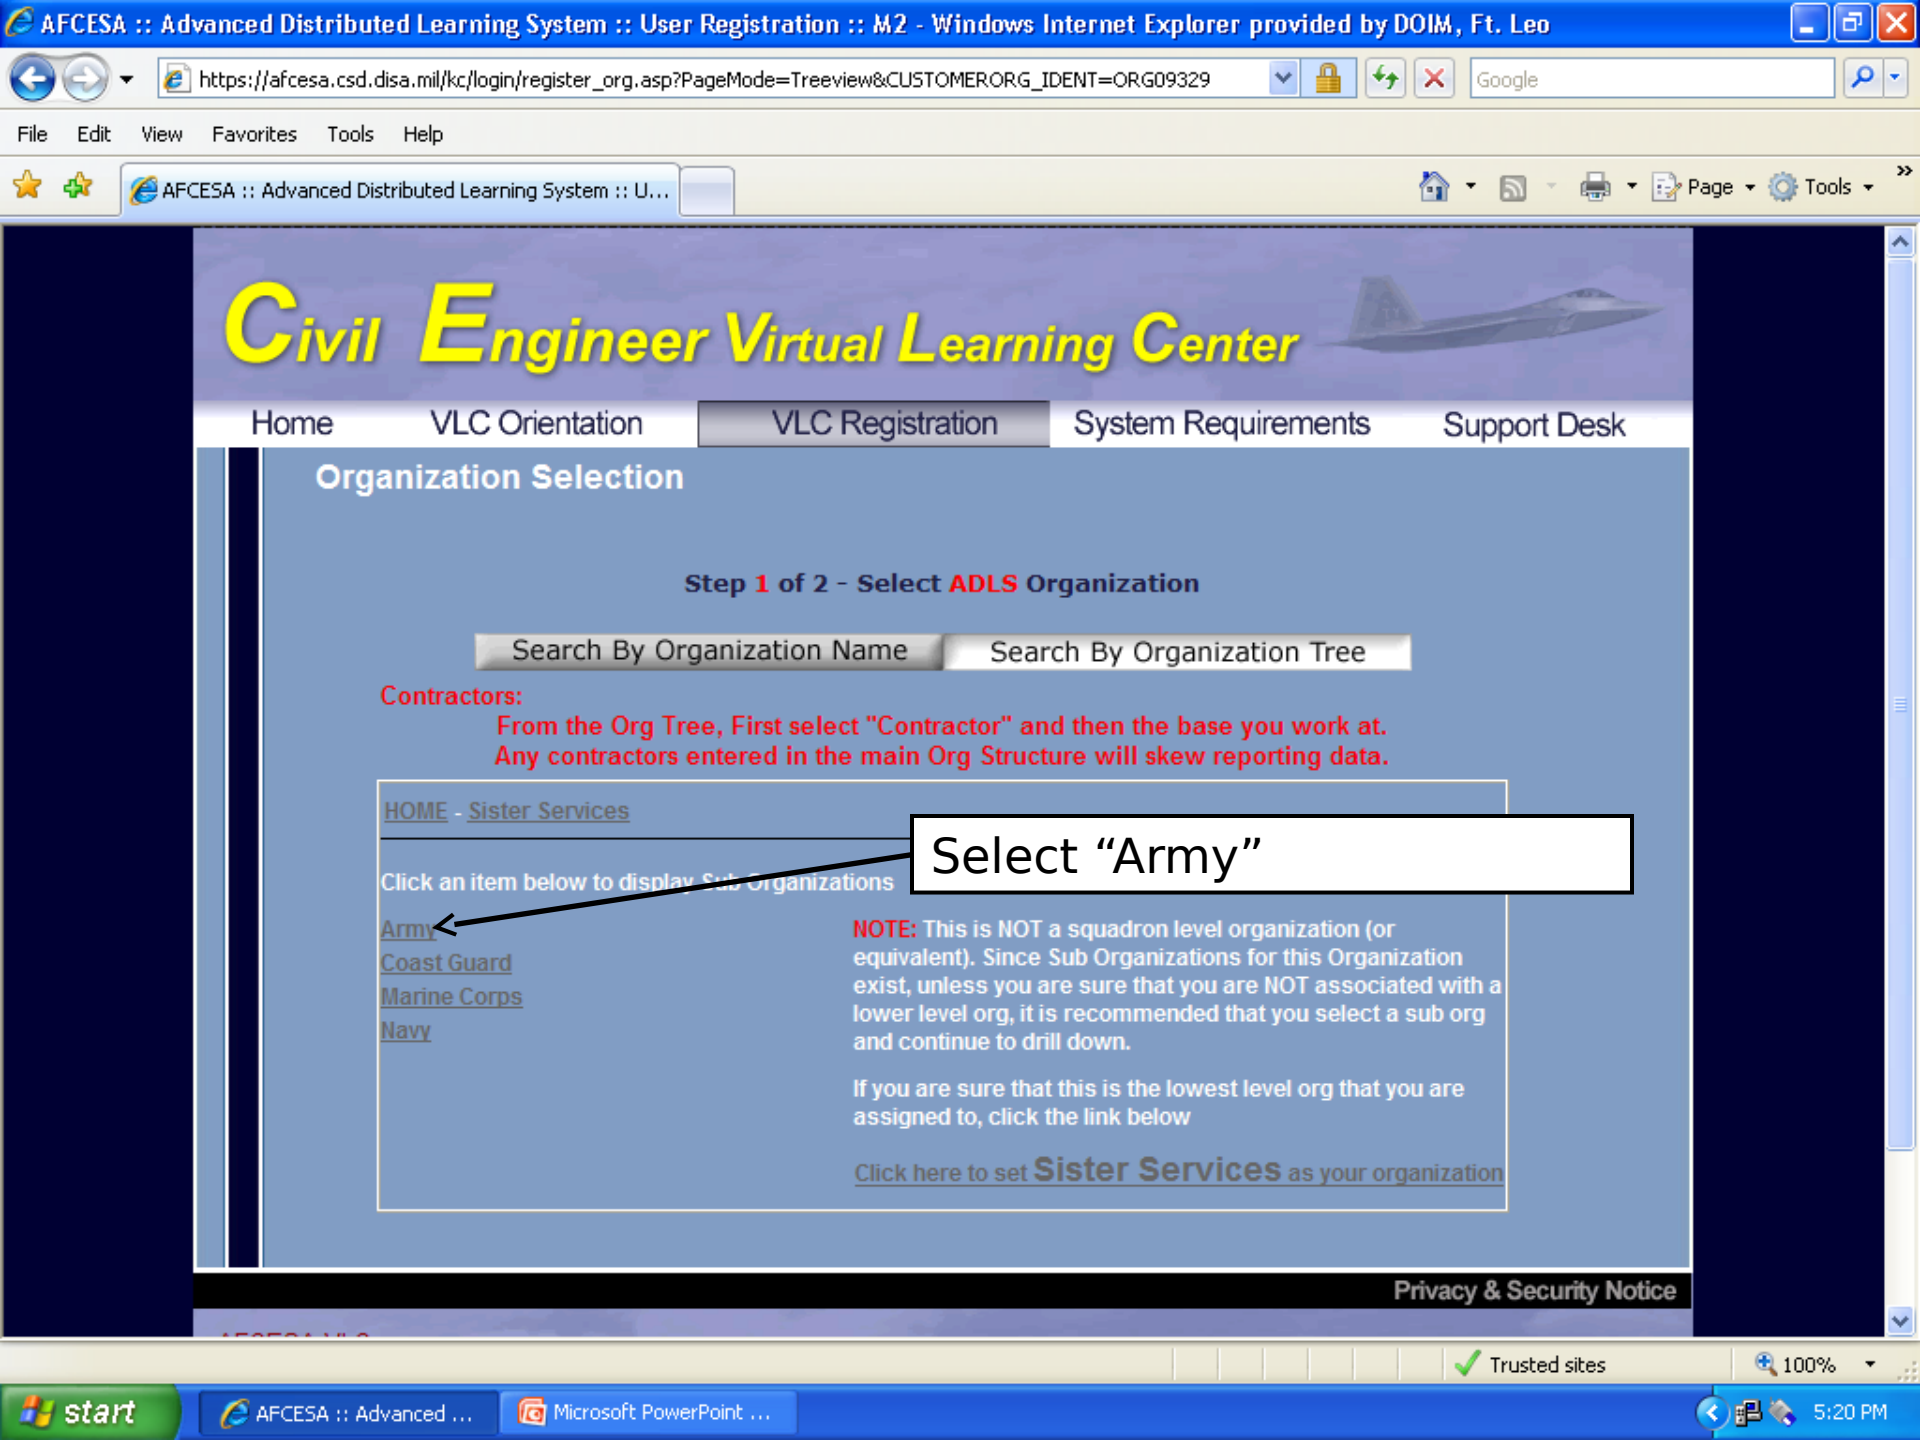 AFCESA :: Advanced Distributed Learning System :: User Registration :: M2 - Windows Internet Explorer provided by DOIM, Ft. Leo
https://afcesa.csd.disa.mil/kc/login/register_org.asp?PageMode=Treeview&CUSTOMERORG_IDENT=ORG09329
Google
File Edit View Favorites Tools Help
AFCESA :: Advanced Distributed Learning System :: U...
Page Tools »
Civil Engineer Virtual Learning Center
Home VLC Orientation VLC Registration System Requirements Support Desk
Organization Selection
Step 1 of 2 - Select ADLS Organization
Search By Organization Name Search By Organization Tree
Contractors:
From the Org Tree, First select "Contractor" and then the base you work at.
Any contractors entered in the main Org Structure will skew reporting data.
HOME - Sister Services
Select “Army”
Click an item below to display Sub Organizations
Army
Coast Guard
Marine Corps
Navy
NOTE: This is NOT a squadron level organization (or
equivalent). Since Sub Organizations for this Organization
exist, unless you are sure that you are NOT associated with a
lower level org, it is recommended that you select a sub org
and continue to drill down.
If you are sure that this is the lowest level org that you are
assigned to, click the link below
Click here to set Sister Services as your organization
Privacy & Security Notice
Trusted sites 100%
start AFCESA :: Advanced ... Microsoft PowerPoint ... 5:20 PM